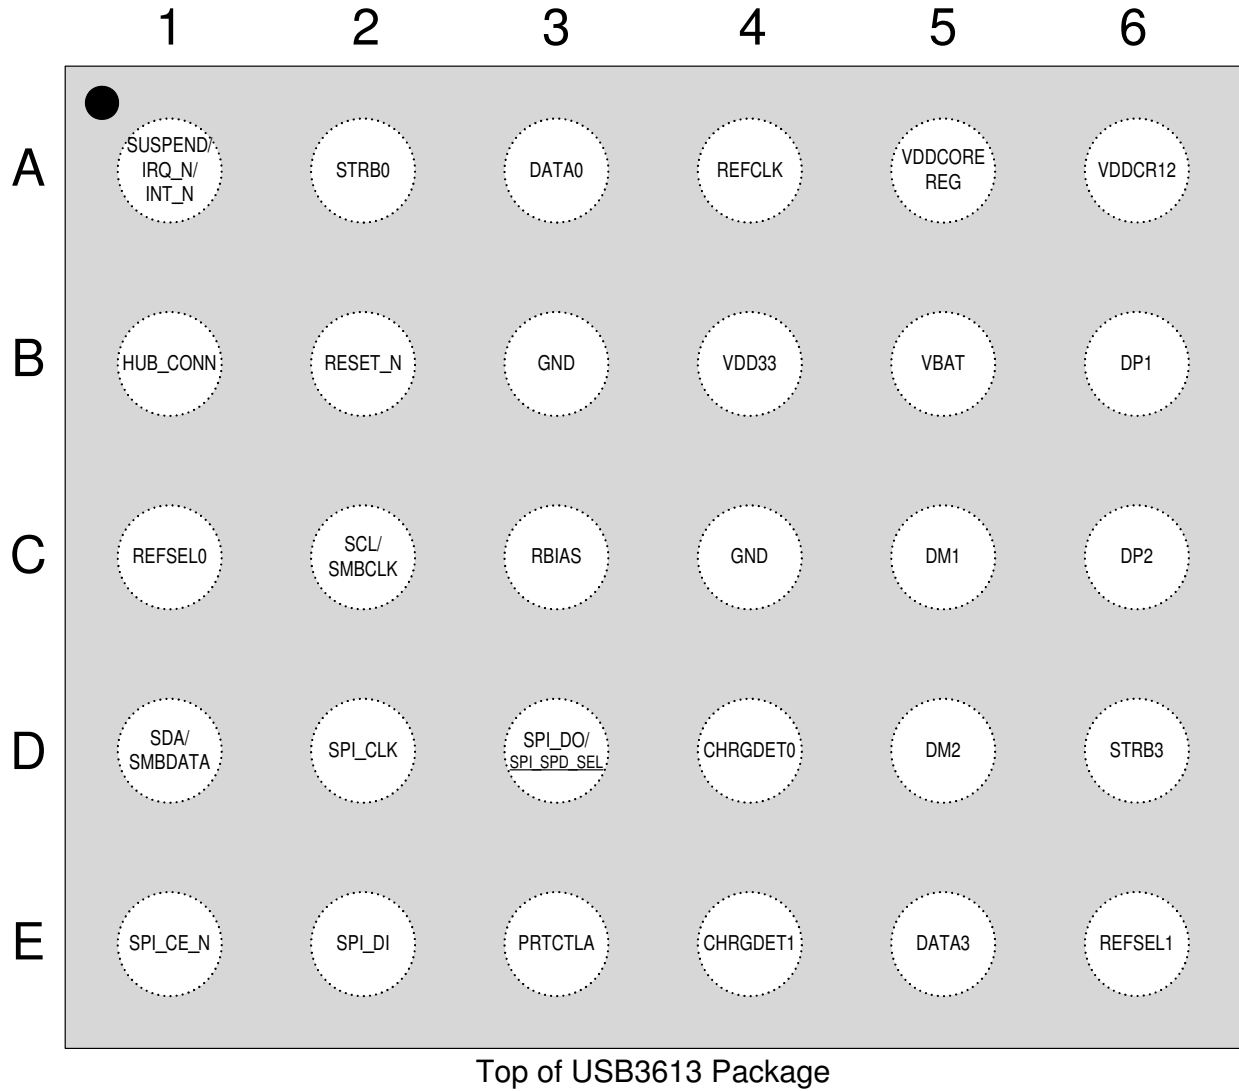 1 2 3 4 5 6
A
SUSPEND/
IRQ_N/
INT_N
STRB0
DATA0
REFCLK
VDDCORE
REG
VDDCR12
B
HUB_CONN
RESET_N
GND
VDD33
VBAT
DP1
C
REFSEL0
SCL/
SMBCLK
RBIAS
GND
DM1
DP2
D
SDA/
SMBDATA
SPI_CLK
SPI_DO/
SPI_SPD_SEL
CHRGDET0
DM2
STRB3
E
SPI_CE_N
SPI_DI
PRTCTLA
CHRGDET1
DATA3
REFSEL1
Top of USB3613 Package